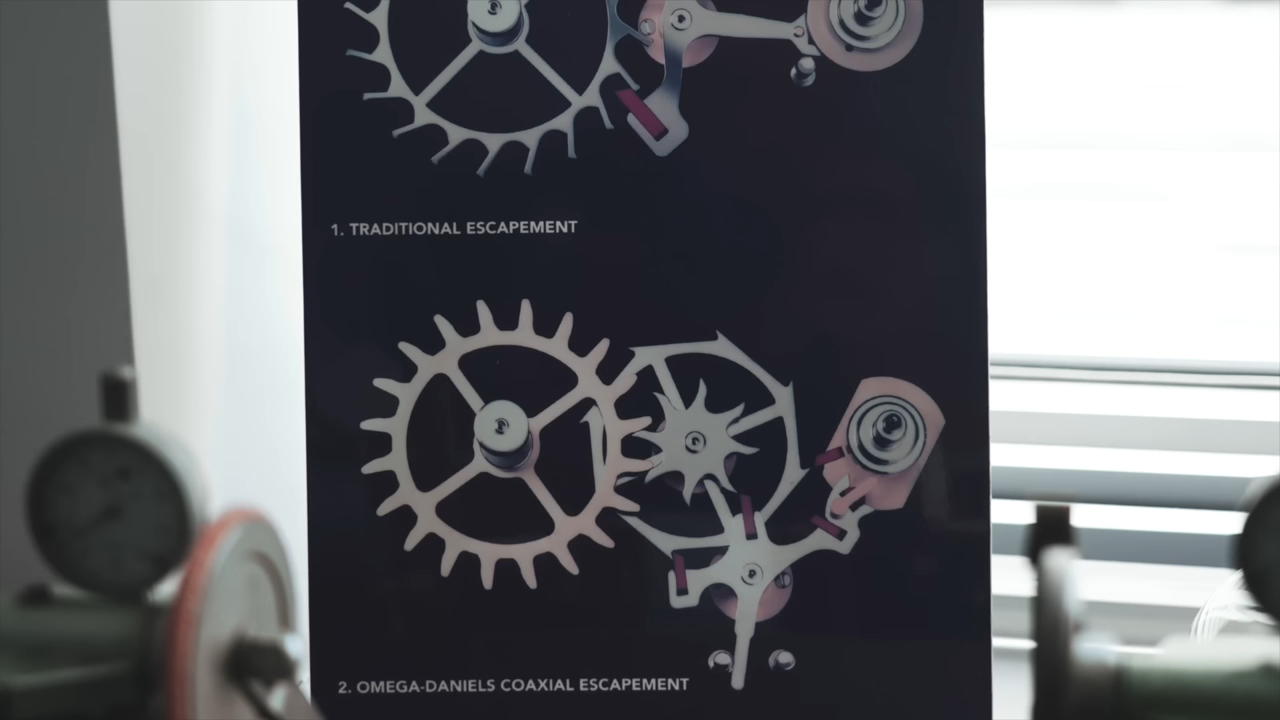 1. TRADITIONAL ESCAPEMENT
2. OMEGA-DANIELS COAXIAL ESCAPEMENT